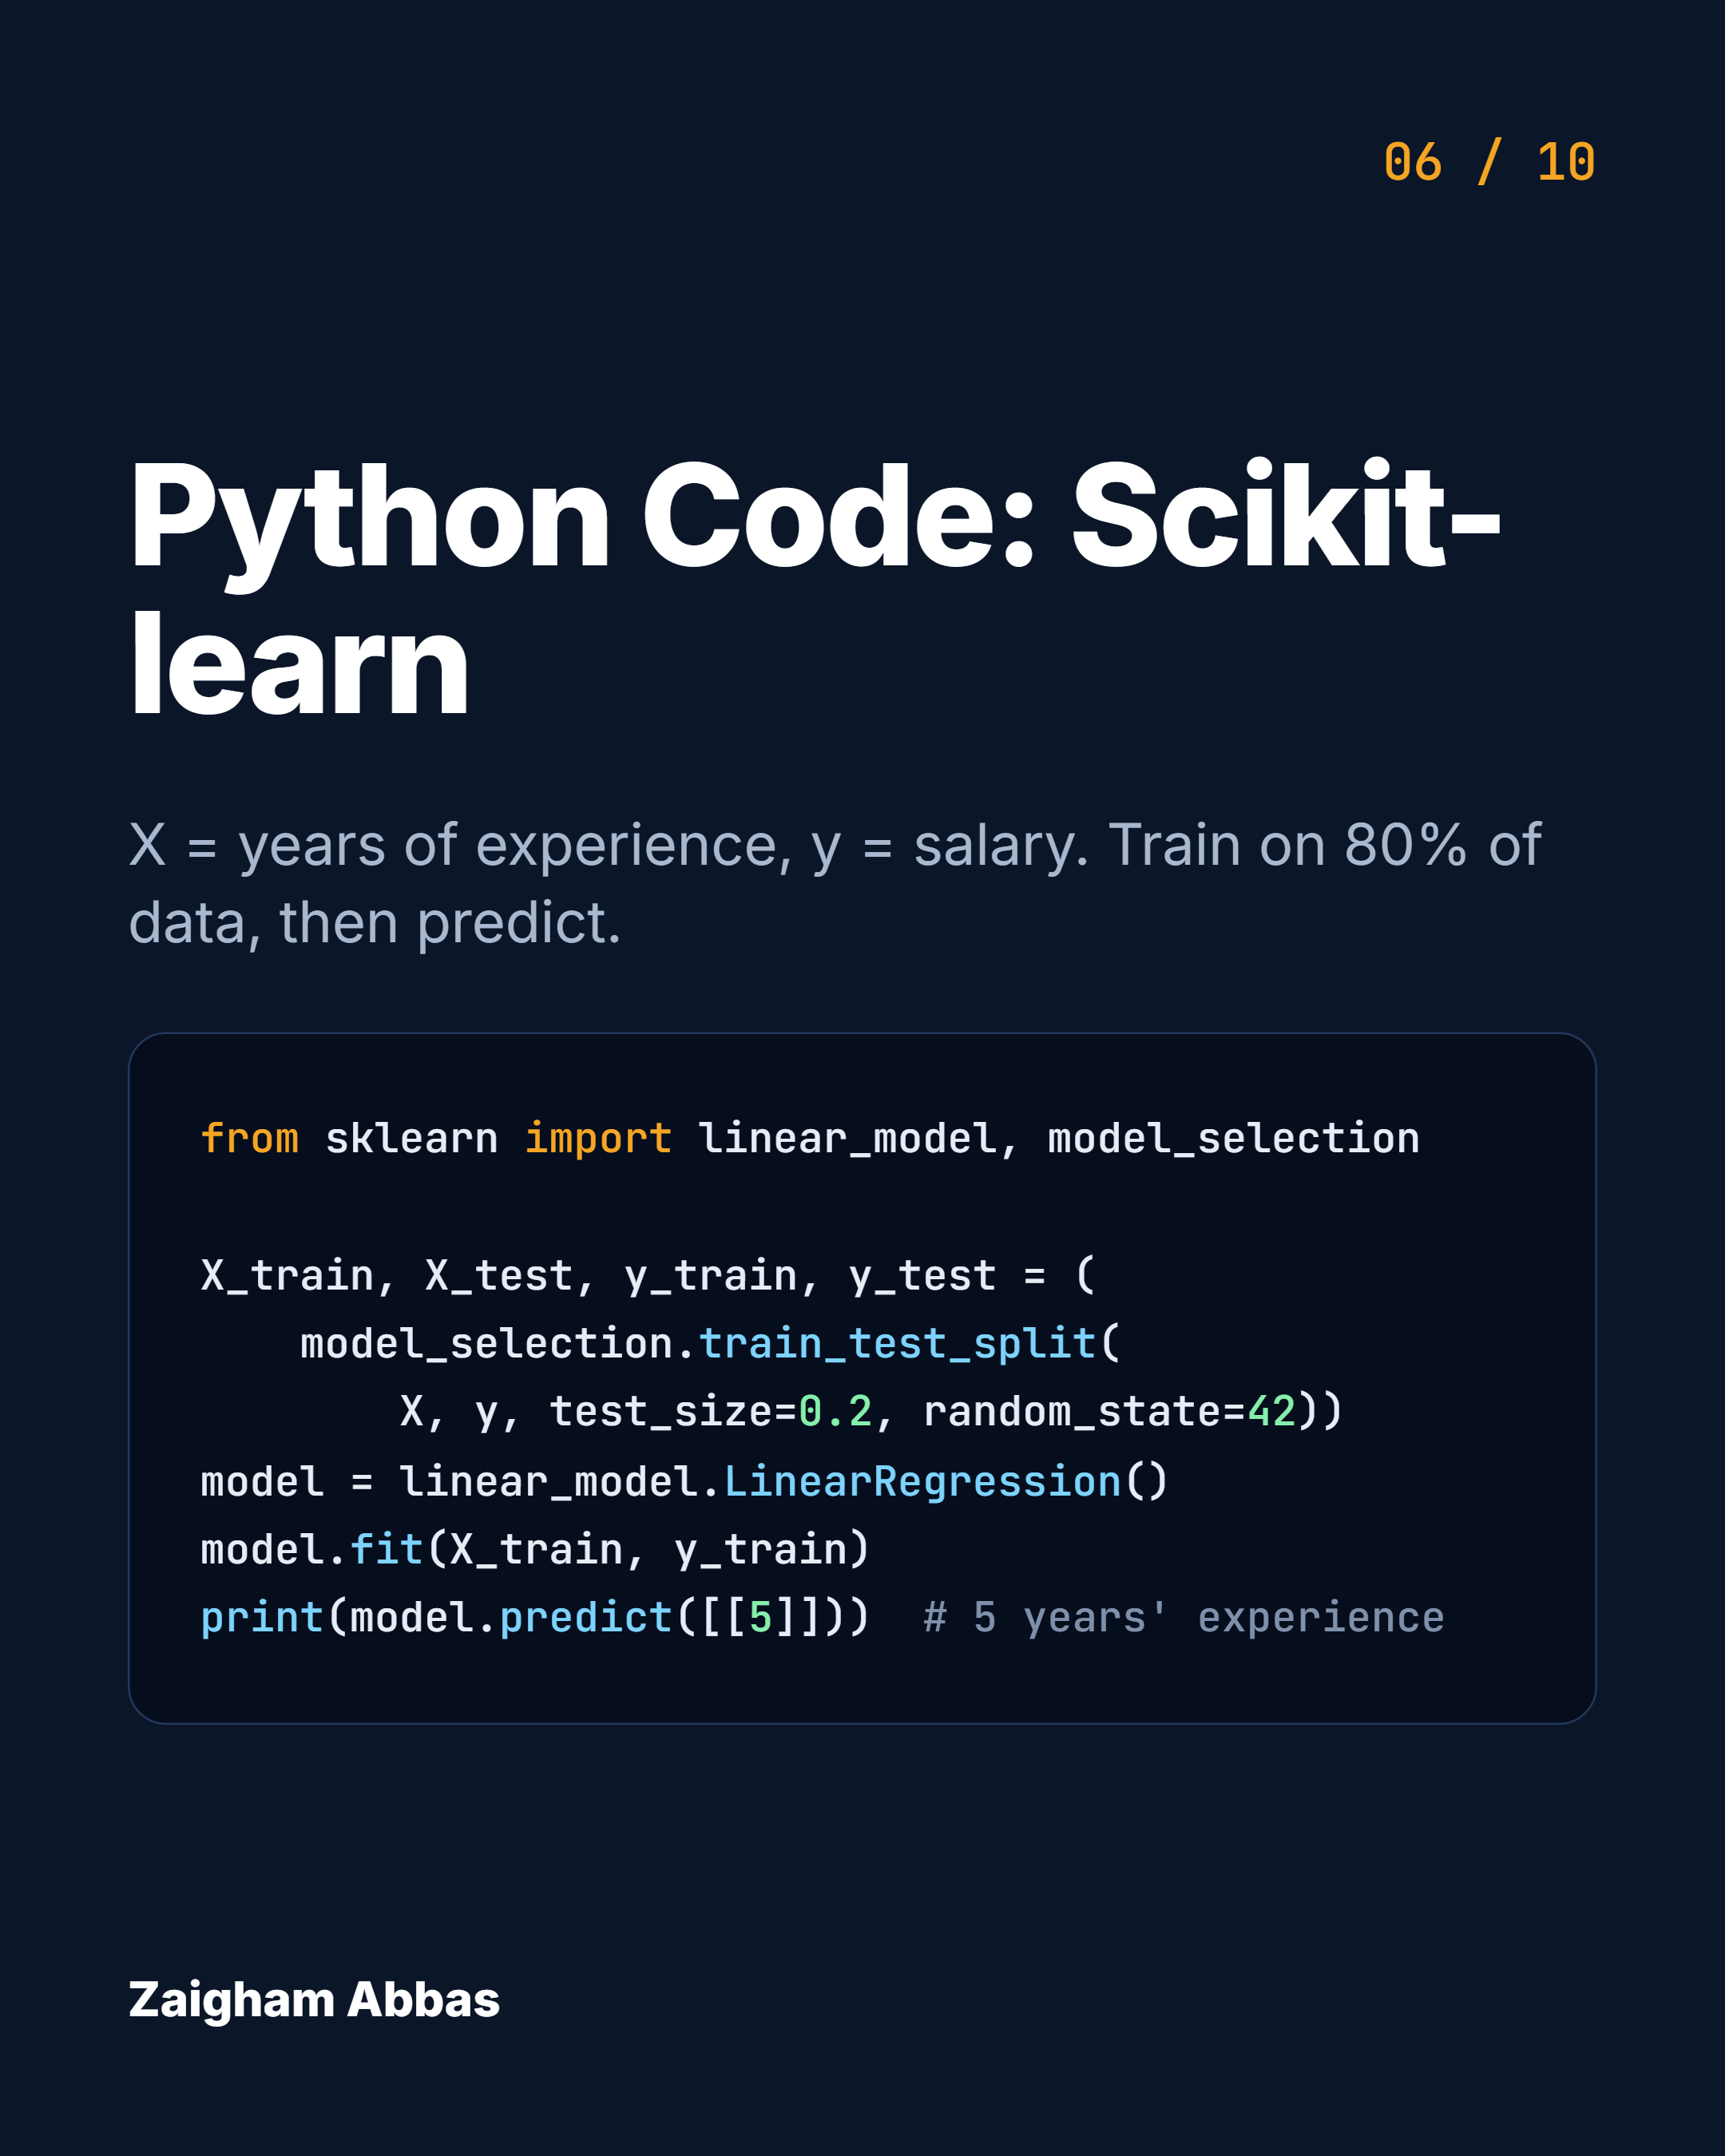 06 / 10
Python Code: Scikit-
learn
X = years of experience, y = salary. Train on 80% of
data, then predict.
from sklearn import linear_model, model_selection
X_train, X_test, y_train, y_test = (
    model_selection.train_test_split(
        X, y, test_size=0.2, random_state=42))
model = linear_model.LinearRegression()
model.fit(X_train, y_train)
print(model.predict([[5]]))  # 5 years' experience
Zaigham Abbas